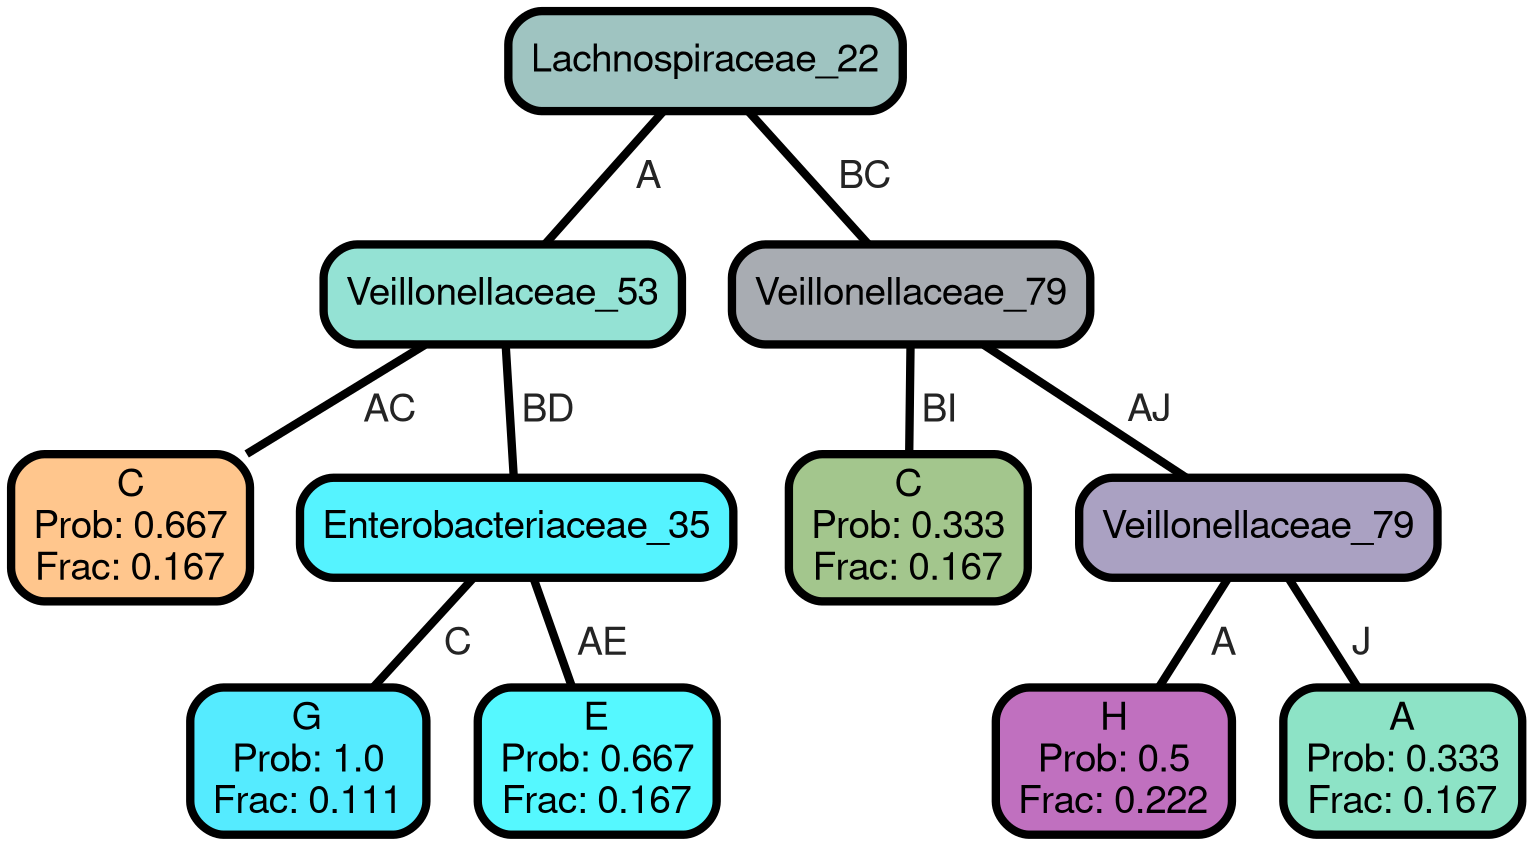 Lachnospiraceae_22
A
BC
Veillonellaceae_53
Veillonellaceae_79
AC
BD
BI
AJ
C
Prob: 0.667
Frac: 0.167
Enterobacteriaceae_35
C
Prob: 0.333
Frac: 0.167
Veillonellaceae_79
C
AE
A
J
G
Prob: 1.0
Frac: 0.111
E
Prob: 0.667
Frac: 0.167
H
Prob: 0.5
Frac: 0.222
A
Prob: 0.333
Frac: 0.167